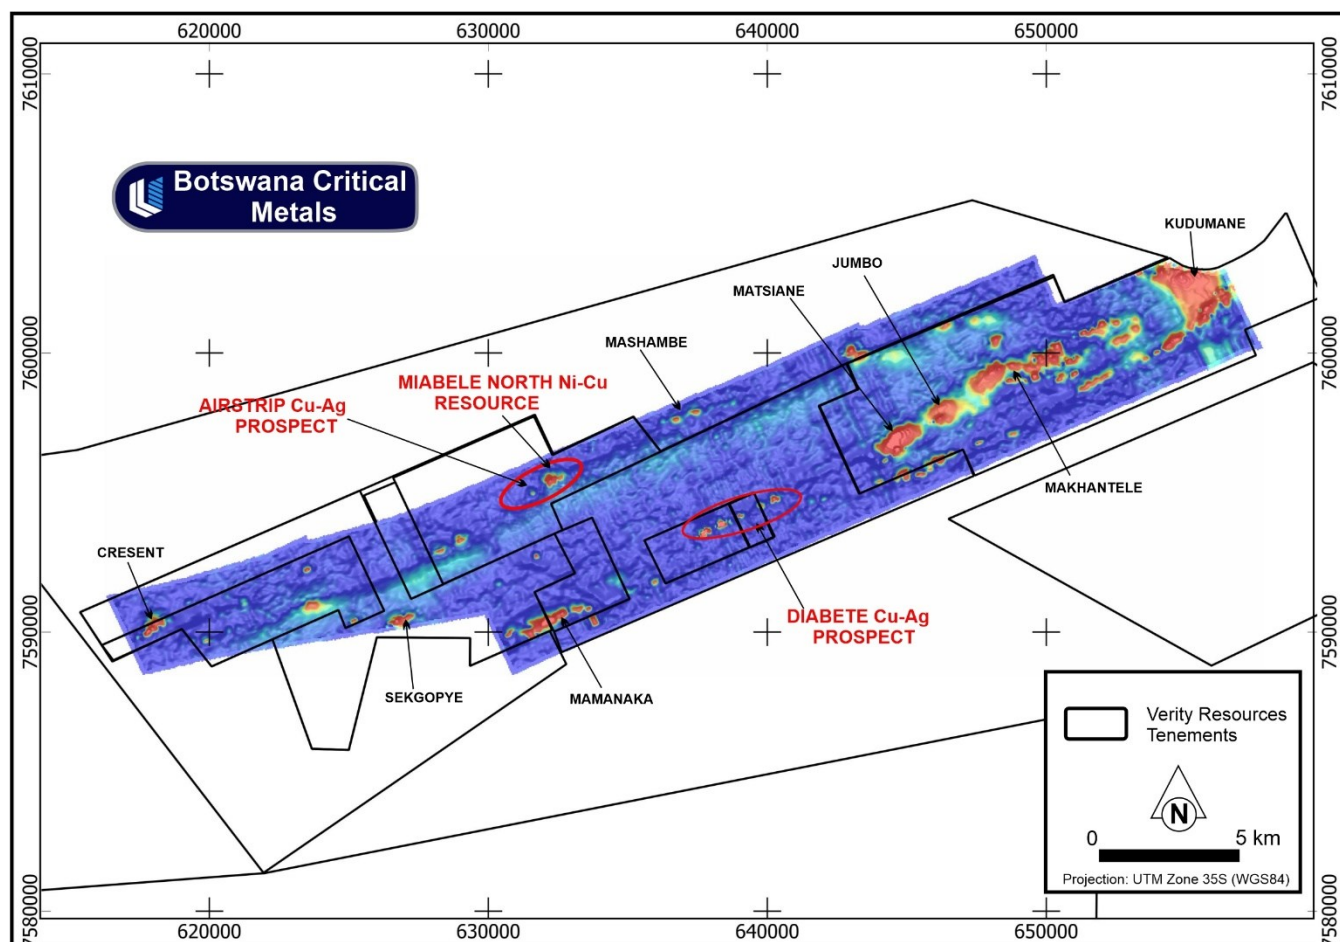 620000
630000
640000
650000
7610000
7610000
Botswana Critical
Metals
KUDUMANE
JUMBO
MATSIANE
MASHAMBE
7600000
7600000
MIABELE NORTH Ni-Cu
RESOURCE
AIRSTRIP Cu-Ag
PROSPECT
MAKHANTELE
CRESENT
DIABETE Cu-Ag
PROSPECT
7590000
7590000
SEKGOPYE
MAMANAKA
Verity Resources
Tenements
N
0
5 km
Projection: UTM Zone 35S (WGS84)
7580000
7580000
620000
630000
640000
650000